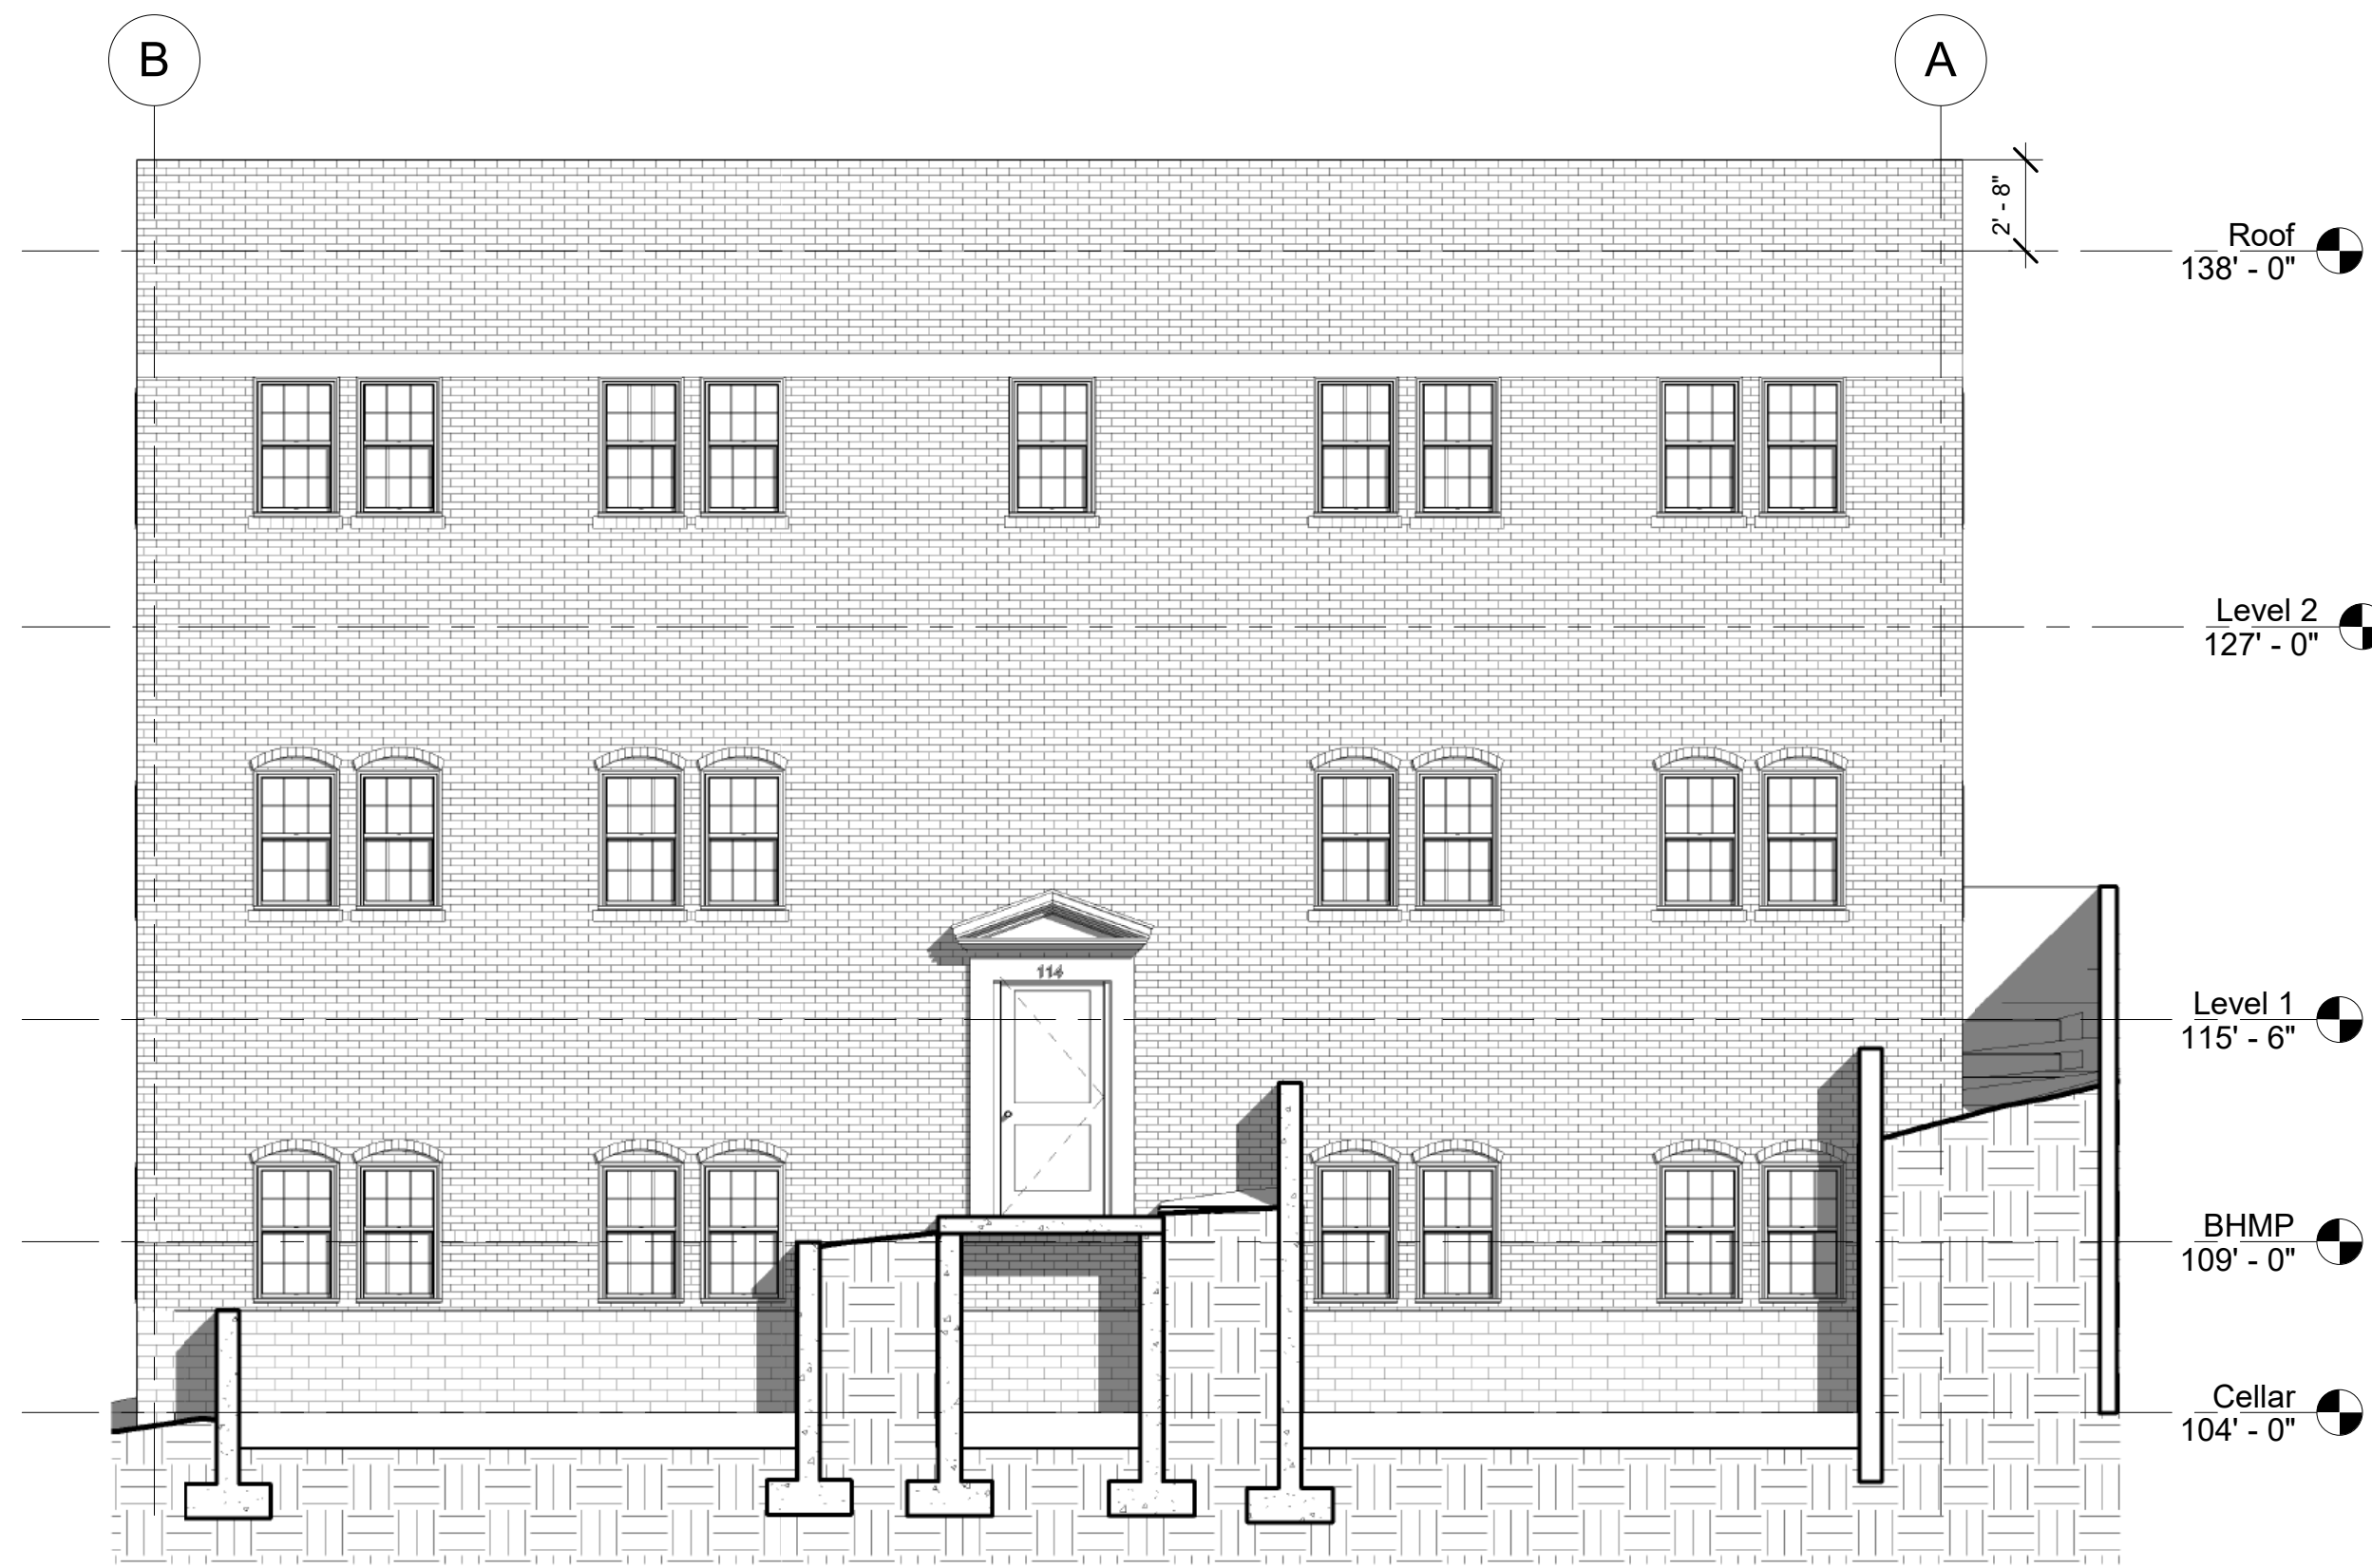 B
A
2' - 8"
Roof
138' - 0"
Level 2
127' - 0"
114
Level 1
115' - 6"
BHMP
109' - 0"
Cellar
104' - 0"